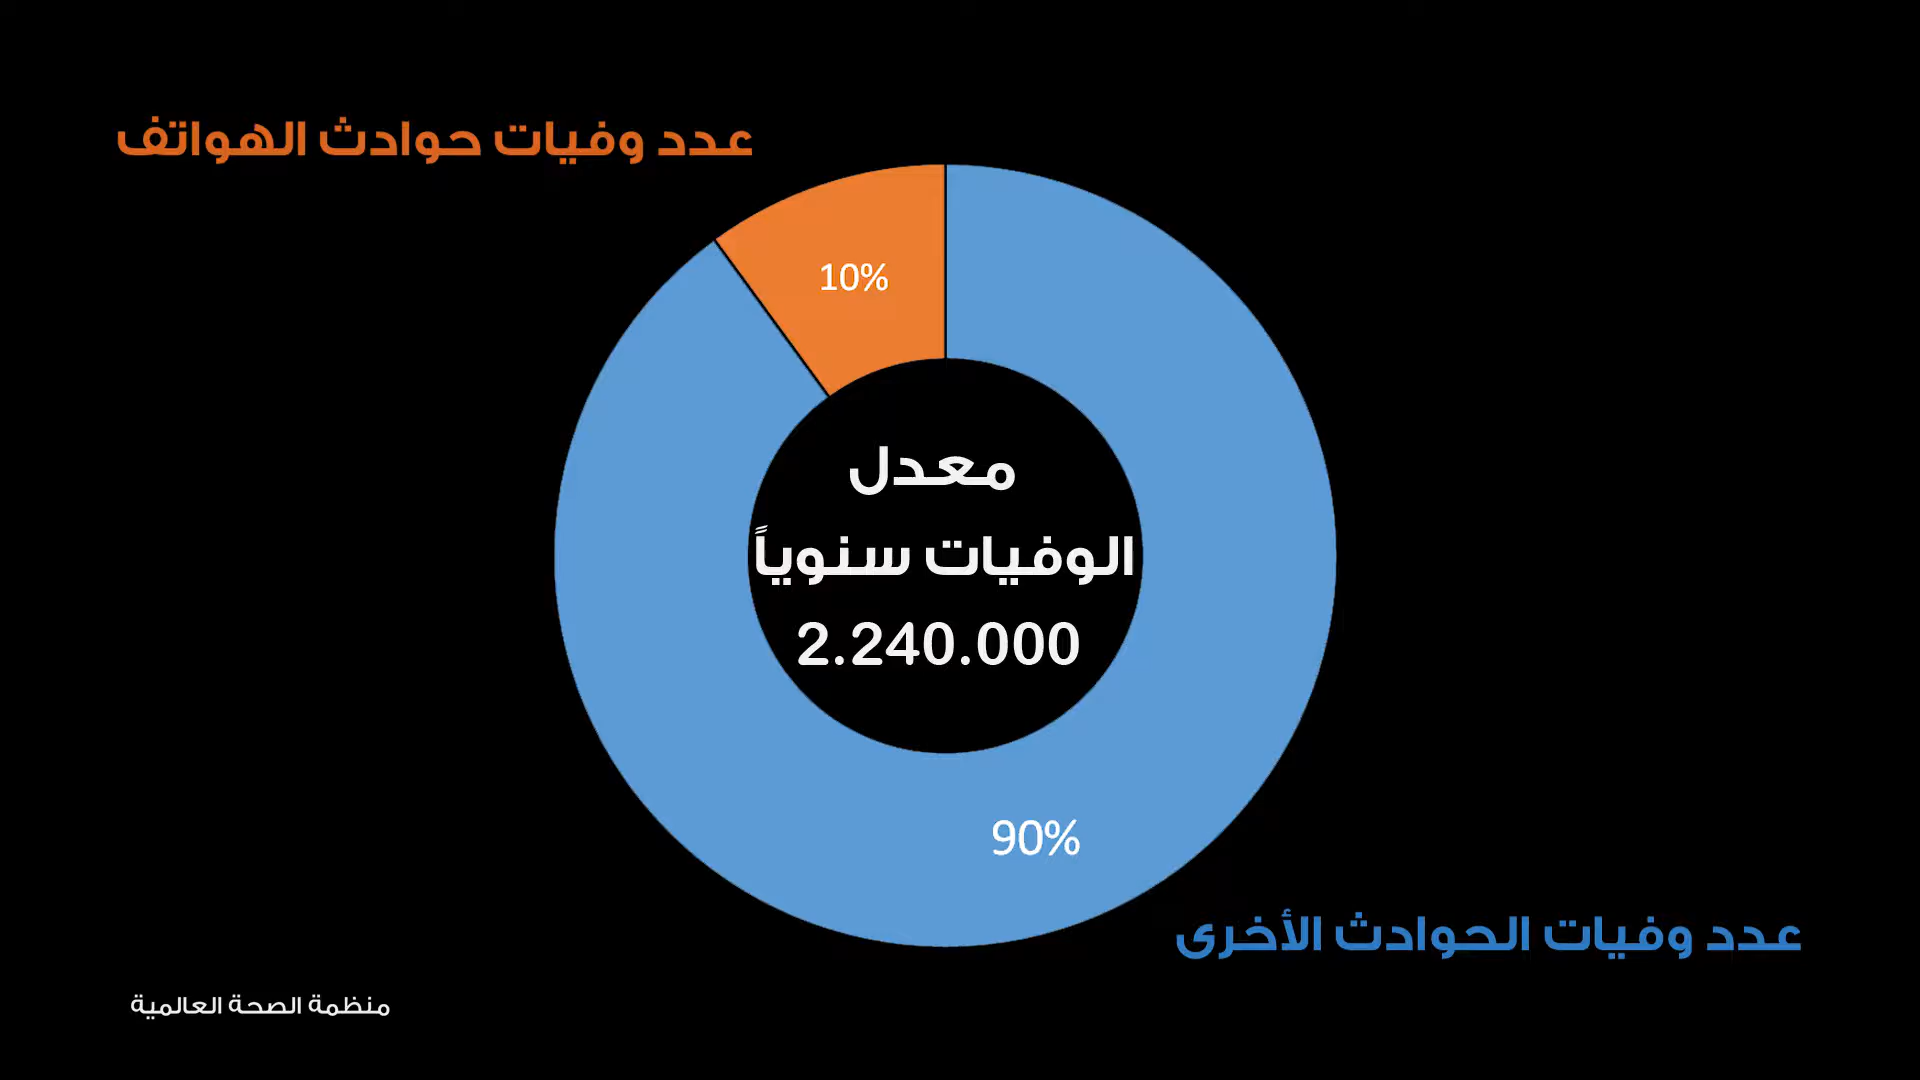 عدد وفيات حوادث الهواتف
10%
معدل
الوفيات سنوياً
2.240.000
90%
عدد وفيات الحوادث الأخرى
منظمة الصحة العالمية